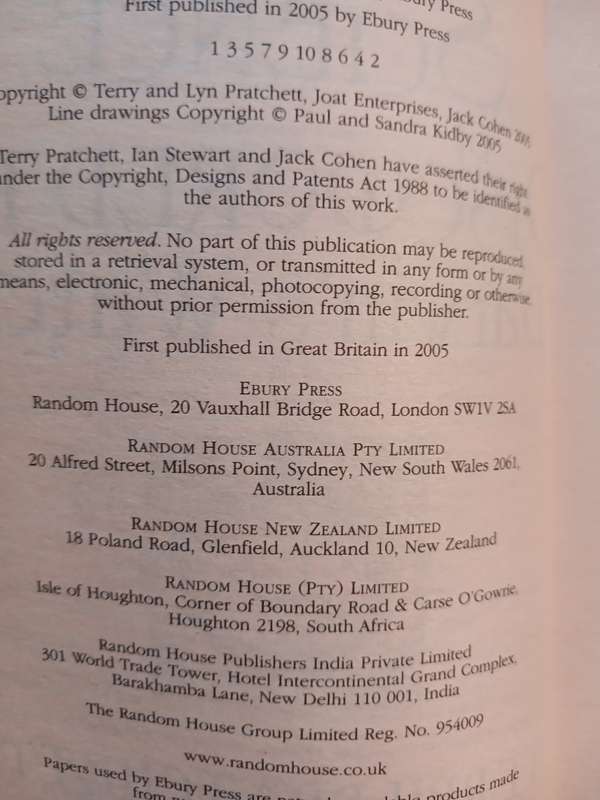 First published in 2005 by Ebury Press
1 3 5 7 9 10 8 6 4 2
opyright © Terry and Lyn Pratchett, Joat Enterprises, Jack Cohen 2005,
Line drawings Copyright © Paul and Sandra Kidby 2005
Terry Pratchett, Ian Stewart and Jack Cohen have asserted their right
under the Copyright, Designs and Patents Act 1988 to be identified as
the authors of this work.
All rights reserved. No part of this publication may be reproduced,
stored in a retrieval system, or transmitted in any form or by any
means, electronic, mechanical, photocopying, recording or otherwise,
without prior permission from the publisher.
First published in Great Britain in 2005
EBURY PRESS
Random House, 20 Vauxhall Bridge Road, London SW1V 2SA
RANDOM HOUSE AUSTRALIA PTY LIMITED
20 Alfred Street, Milsons Point, Sydney, New South Wales 2061,
Australia
RANDOM HOUSE NEW ZEALAND LIMITED
18 Poland Road, Glenfield, Auckland 10, New Zealand
RANDOM HOUSE (PTY) LIMITED
Isle of Houghton, Corner of Boundary Road & Carse O'Gowrie,
Houghton 2198, South Africa
Random House Publishers India Private Limited
301 World Trade Tower, Hotel Intercontinental Grand Complex,
Barakhamba Lane, New Delhi 110 001, India
The Random House Group Limited Reg. No. 954009
www.randomhouse.co.uk
Papers used by Ebury Press are products made
from